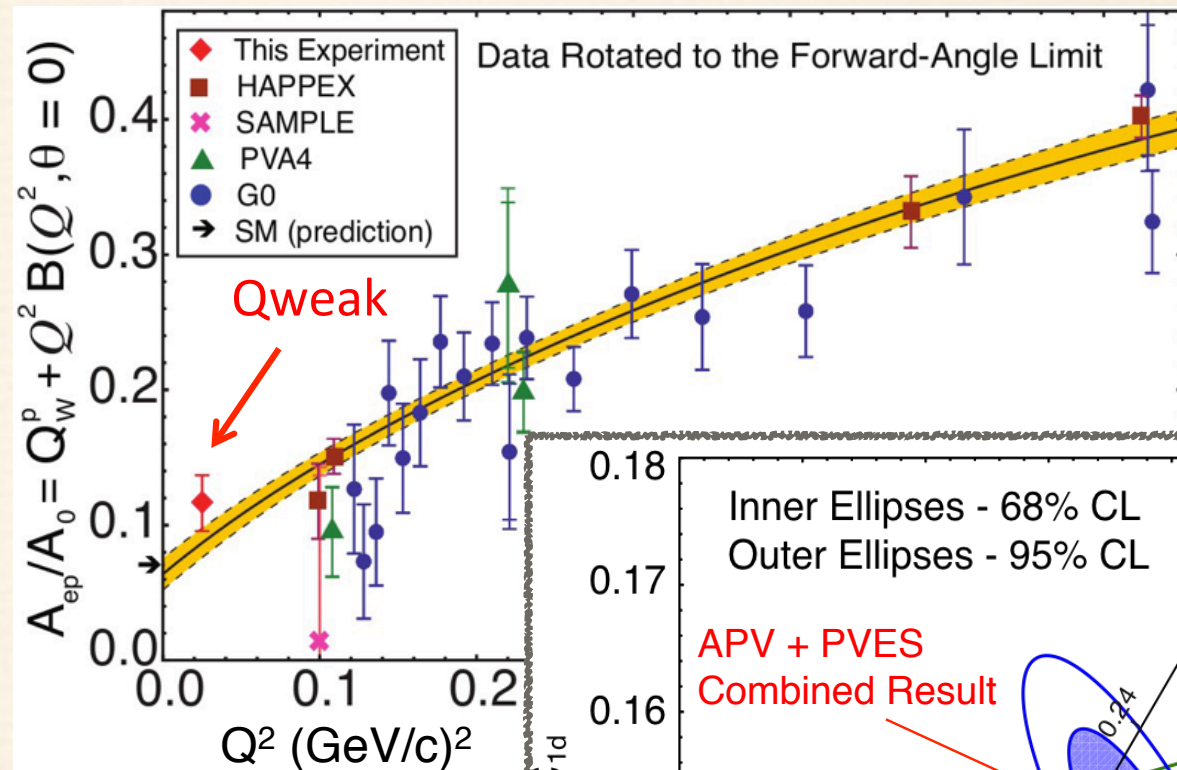 A_ep/A_0 = Q_W^p + Q^2 B(Q^2, θ = 0)
This Experiment
HAPPEX
SAMPLE
PVA4
G0
SM (prediction)
Data Rotated to the Forward-Angle Limit
Qweak
0.4
0.3
0.2
0.1
0.0
0.0 0.1 0.2
Q² (GeV/c)²
0.18
0.17
0.16
Inner Ellipses - 68% CL
Outer Ellipses - 95% CL
APV + PVES
Combined Result
0.24